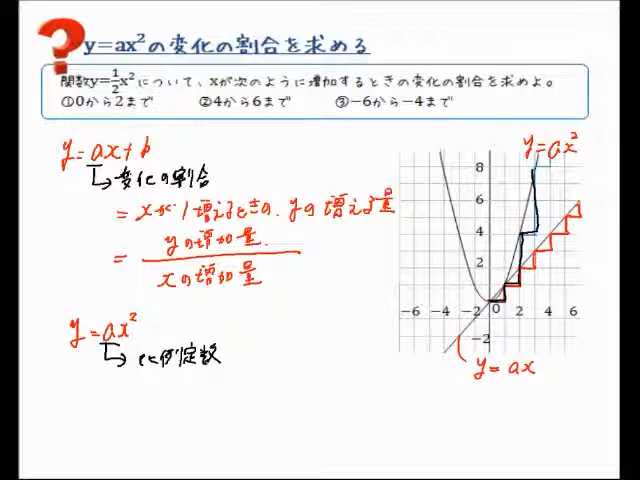 ?
y=ax²の変化の割合を求める
関数y=1/2x²について、xが次のように増加するときの変化の割合を求めよ。
①0から2まで ②4から6まで ③−6から−4まで
y=ax+b
変化の割合
=xが1増えるときの、yの増える量
=yの増加量/xの増加量
y=ax²
比例定数
y=ax²
8
6
4
2
−6 −4 −2 0 2 4 6
−2
y=ax